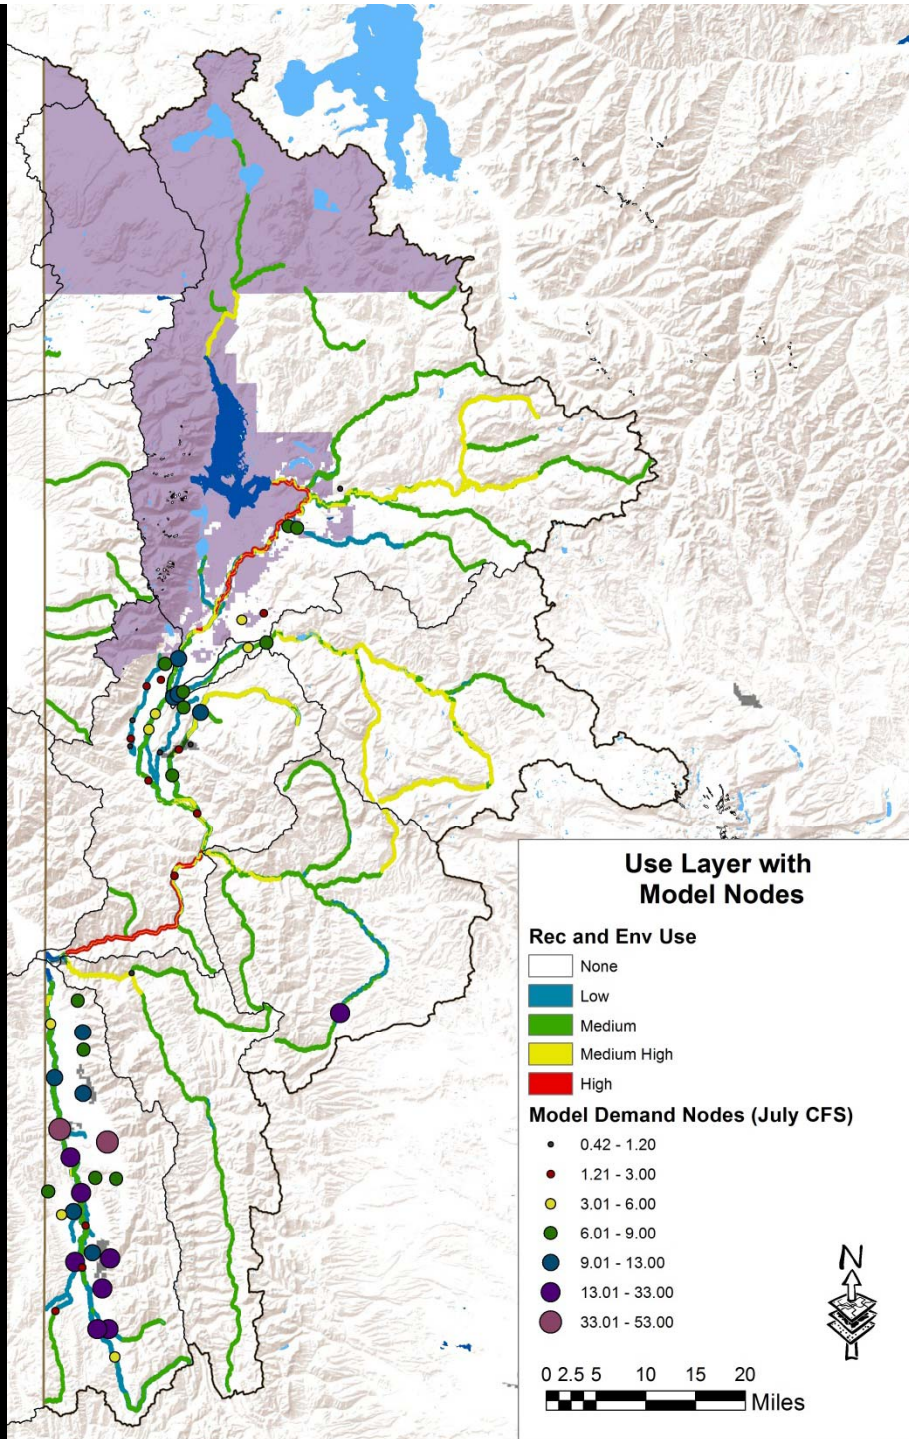 Use Layer with
Model Nodes
Rec and Env Use
None
Low
Medium
Medium High
High
Model Demand Nodes (July CFS)
0.42 - 1.20
1.21 - 3.00
3.01 - 6.00
6.01 - 9.00
9.01 - 13.00
13.01 - 33.00
33.01 - 53.00
N
0 2.5 5 10 15 20
Miles